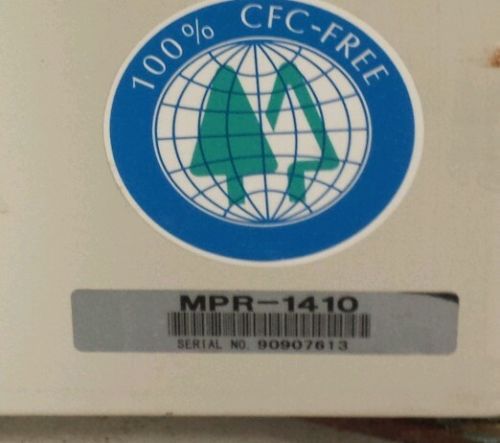 100% CFC-FREE
MPR-1410
SERIAL NO. 90907613